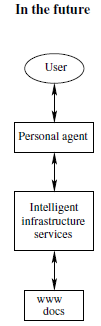 In the future
User
Personal agent
Intelligent
infrastructure
services
www
docs